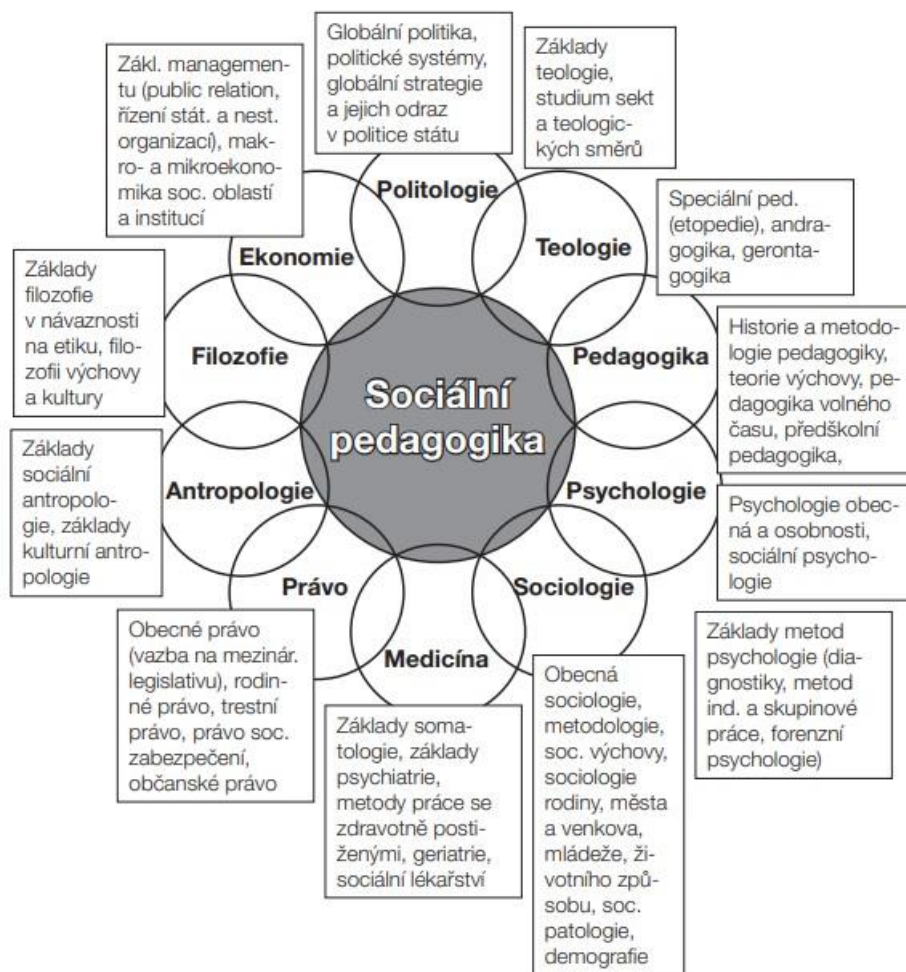 Globální politika,
politické systémy,
globální strategie
a jejich odraz
v politice státu
Zákl. managemen-
tu (public relation,
řízení stát. a nest.
organizací), mak-
ro- a mikroekono-
mika soc. oblastí
a institucí
Základy
teologie,
studium sekt
a teologic-
kých směrů
Politologie
Ekonomie
Teologie
Speciální ped.
(etopedie), andra-
gogika, geronta-
gogika
Základy
filozofie
v návaznosti
na etiku, filo-
zofii výchovy
a kultury
Filozofie
Pedagogika
Historie a metodo-
logie pedagogiky,
teorie výchovy, pe-
dagogika volného
času, předškolní
pedagogika,
Sociální
pedagogika
Základy
sociální
antropolo-
gie, základy
kulturní antro-
pologie
Antropologie
Psychologie
Psychologie obec-
ná a osobnosti,
sociální psycho-
logie
Právo
Sociologie
Medicína
Obecné právo
(vazba na mezinár.
legislativu), rodin-
né právo, trestní
právo, právo soc.
zabezpečení,
občanské právo
Základy soma-
tologie, základy
psychiatrie,
metody práce se
zdravotně posti-
ženými, geriatrie,
sociální lékařství
Obecná
sociologie,
metodologie,
soc. výchovy,
sociologie
rodiny, města
a venkova,
mládeže, ži-
votního způ-
sobu, soc.
patologie,
demografie
Základy metod
psychologie (dia-
gnostiky, metod
ind. a skupinové
práce, forenzní
psychologie)